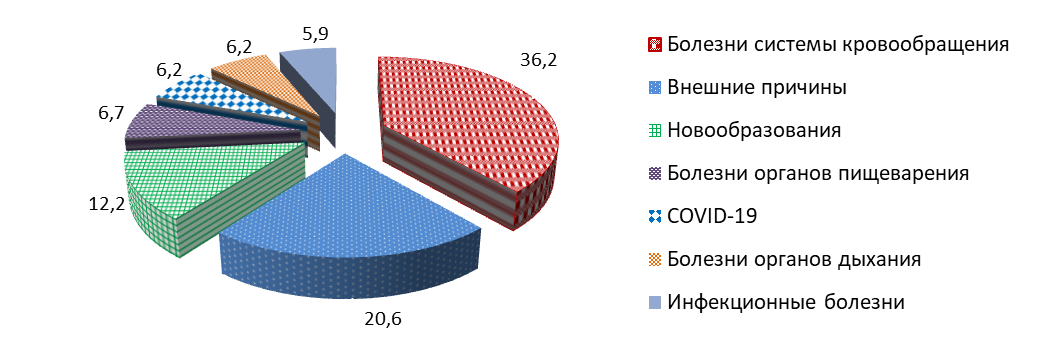 5,9
6,2
36,2
6,2
6,7
12,2
20,6
Болезни системы кровообращения
Внешние причины
Новообразования
Болезни органов пищеварения
COVID-19
Болезни органов дыхания
Инфекционные болезни